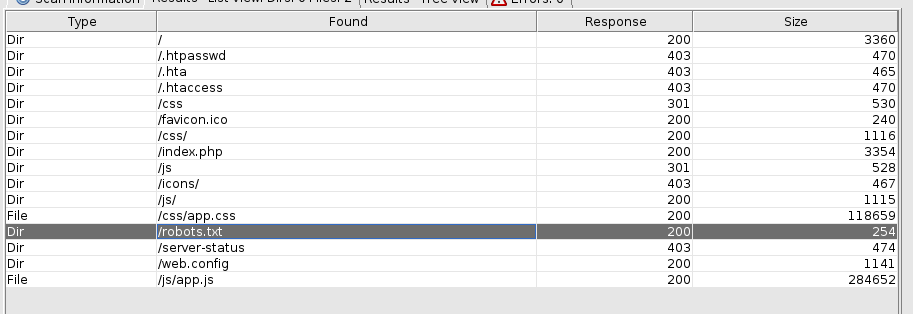 Scan Information Results - List View: Dirs: 0 Files: 2 Results - Tree View Errors: 0
Type Found Response Size
Dir / 200 3360
Dir /.htpasswd 403 470
Dir /.hta 403 465
Dir /.htaccess 403 470
Dir /css 301 530
Dir /favicon.ico 200 240
Dir /css/ 200 1116
Dir /index.php 200 3354
Dir /js 301 528
Dir /icons/ 403 467
Dir /js/ 200 1115
File /css/app.css 200 118659
Dir /robots.txt 200 254
Dir /server-status 403 474
Dir /web.config 200 1141
File /js/app.js 200 284652